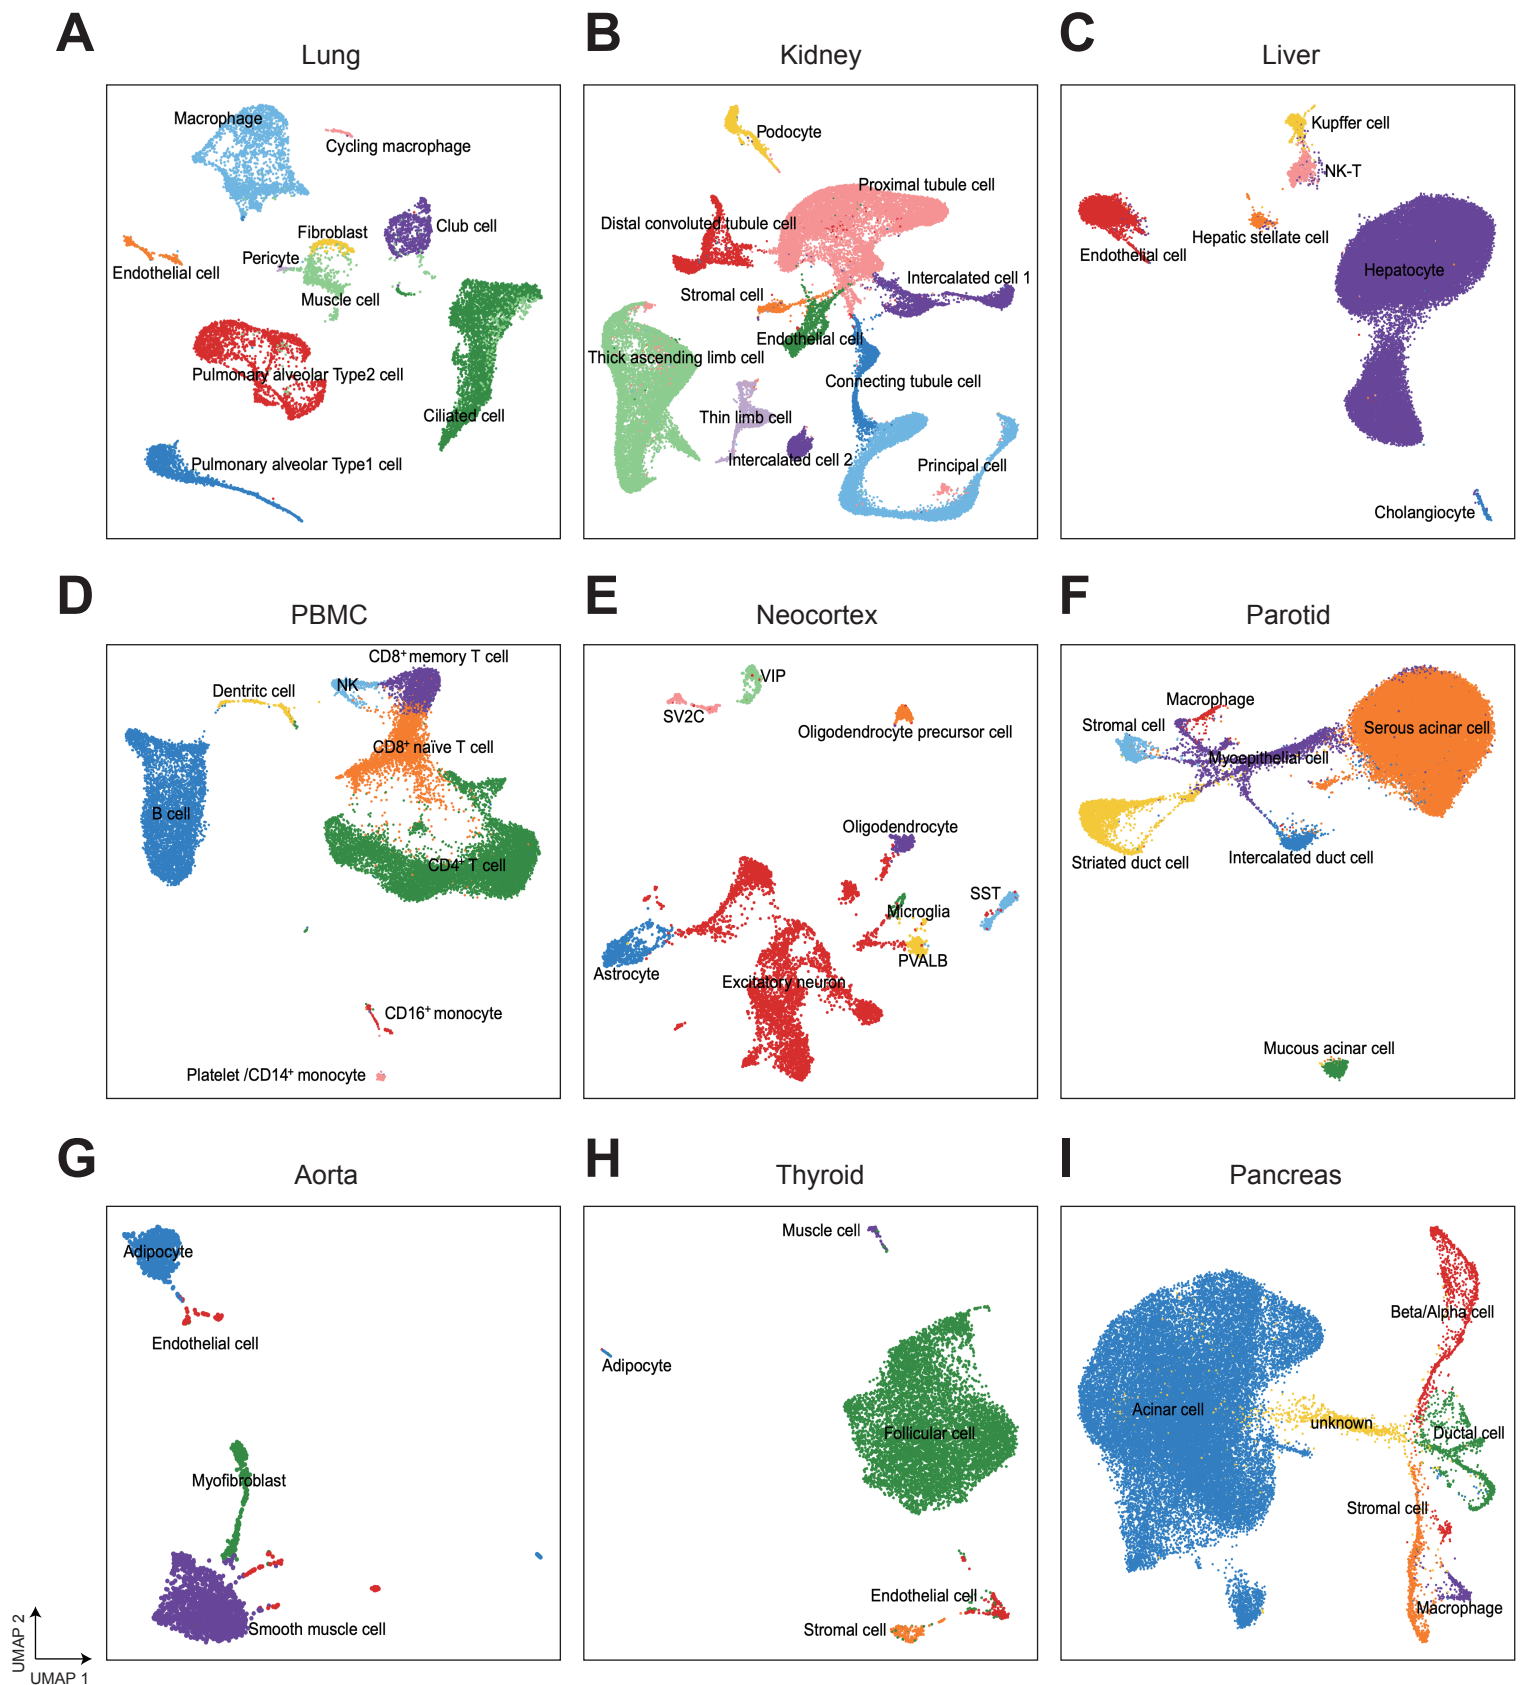 A
Lung
Macrophage
Cycling macrophage
Fibroblast
Club cell
Pericyte
Endothelial cell
Muscle cell
Pulmonary alveolar Type2 cell
Ciliated cell
Pulmonary alveolar Type1 cell
B
Kidney
Podocyte
Proximal tubule cell
Distal convoluted tubule cell
Intercalated cell 1
Stromal cell
Endothelial cell
Thick ascending limb cell
Connecting tubule cell
Thin limb cell
Intercalated cell 2
Principal cell
C
Liver
Kupffer cell
NK-T
Hepatic stellate cell
Endothelial cell
Hepatocyte
Cholangiocyte
D
PBMC
CD8⁺ memory T cell
NK
Dentritc cell
CD8⁺ naïve T cell
B cell
CD4⁺ T cell
CD16⁺ monocyte
Platelet /CD14⁺ monocyte
E
Neocortex
VIP
SV2C
Oligodendrocyte precursor cell
Oligodendrocyte
SST
Microglia
PVALB
Astrocyte
Excitatory neuron
F
Parotid
Macrophage
Stromal cell
Serous acinar cell
Myoepithelial cell
Striated duct cell
Intercalated duct cell
Mucous acinar cell
G
Aorta
Adipocyte
Endothelial cell
Myofibroblast
Smooth muscle cell
H
Thyroid
Muscle cell
Adipocyte
Follicular cell
Endothelial cell
Stromal cell
I
Pancreas
Beta/Alpha cell
Acinar cell
unknown
Ductal cell
Stromal cell
Macrophage
UMAP 2
UMAP 1